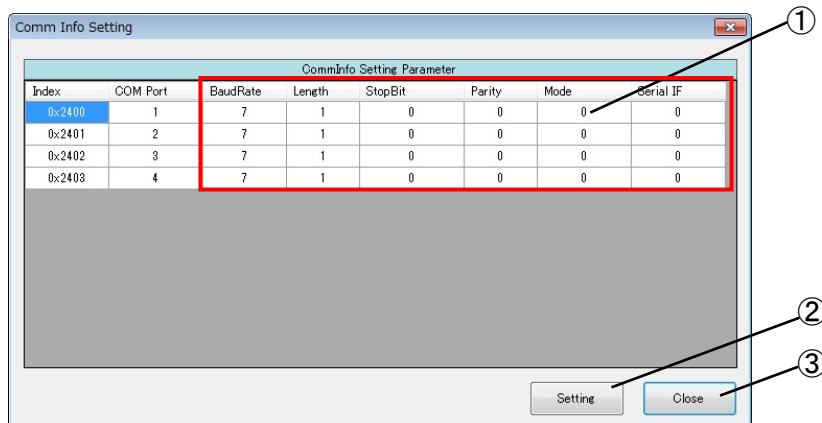 Comm Info Setting
①
CommInfo Setting Parameter
Index COM Port BaudRate Length StopBit Parity Mode Serial IF
0x2400 1 7 1 0 0 0 0
0x2401 2 7 1 0 0 0 0
0x2402 3 7 1 0 0 0 0
0x2403 4 7 1 0 0 0 0
②
③
Setting Close